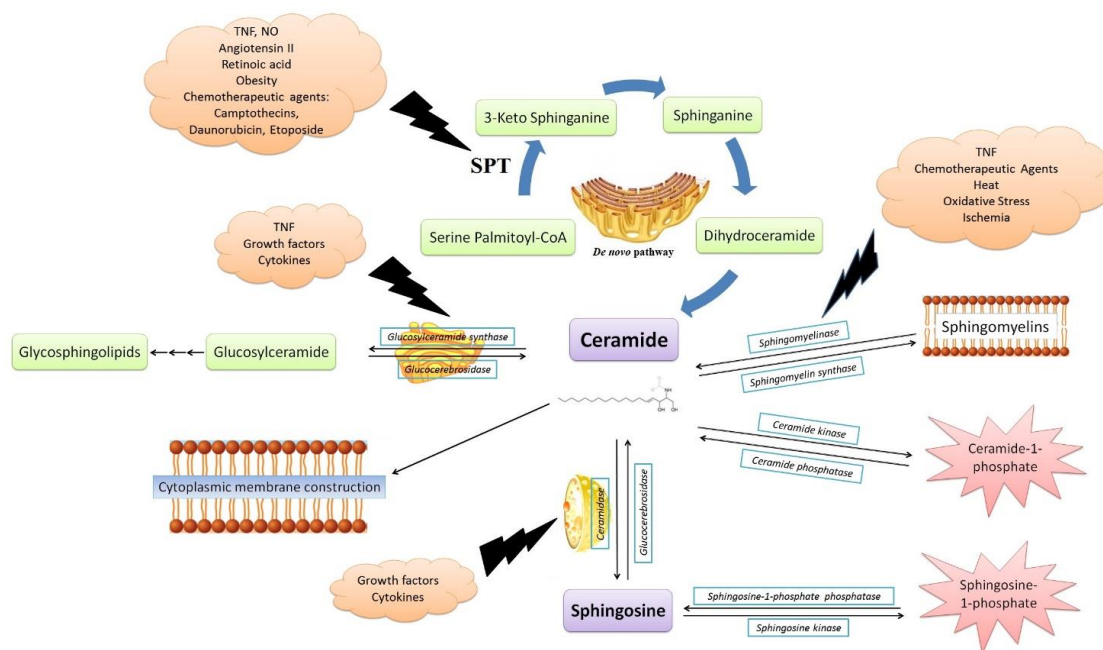 TNF, NO
Angiotensin II
Retinoic acid
Obesity
Chemotherapeutic agents:
Camptothecins,
Daunorubicin, Etoposide
3-Keto Sphinganine
Sphinganine
SPT
TNF
Chemotherapeutic Agents
Heat
Oxidative Stress
Ischemia
TNF
Growth factors
Cytokines
Serine Palmitoyl-CoA
De novo pathway
Dihydroceramide
Glycosphingolipids
Glucosylceramide
Glucosylceramide synthase
Glucocerebrosidase
Ceramide
Sphingomyelinase
Sphingomyelin synthase
Sphingomyelins
O
NH
OH
OH
Ceramide kinase
Ceramide phosphatase
Ceramide-1-
phosphate
Cytoplasmic membrane construction
Ceramidase
Glucocerebrosidase
Growth factors
Cytokines
Sphingosine
Sphingosine-1-phosphate phosphatase
Sphingosine kinase
Sphingosine-
1-phosphate